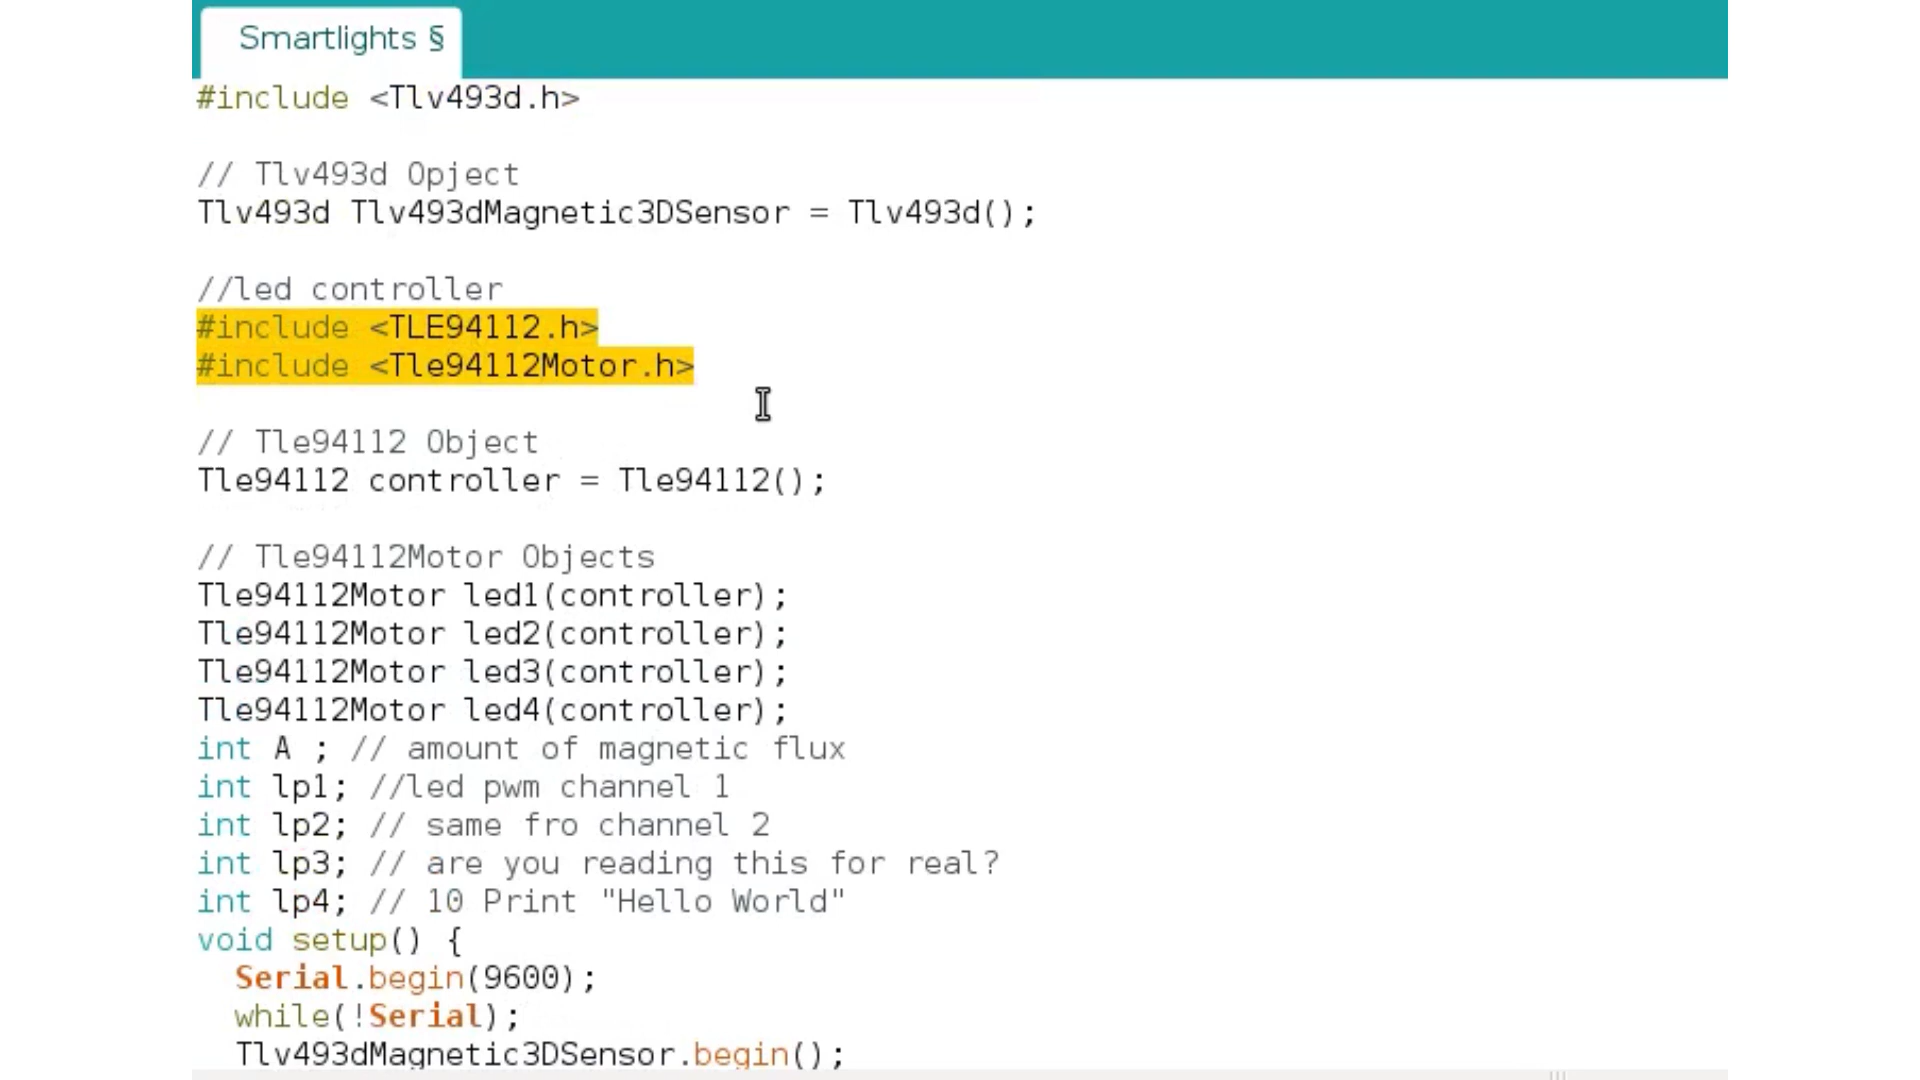 Smartlights §
#include <Tlv493d.h>
// Tlv493d Opject
Tlv493d Tlv493dMagnetic3DSensor = Tlv493d();
//led controller
#include <TLE94112.h>
#include <Tle94112Motor.h>
// Tle94112 Object
Tle94112 controller = Tle94112();
// Tle94112Motor Objects
Tle94112Motor led1(controller);
Tle94112Motor led2(controller);
Tle94112Motor led3(controller);
Tle94112Motor led4(controller);
int A ; // amount of magnetic flux
int lp1; //led pwm channel 1
int lp2; // same fro channel 2
int lp3; // are you reading this for real?
int lp4; // 10 Print "Hello World"
void setup() {
Serial.begin(9600);
while(!Serial);
Tlv493dMagnetic3DSensor.begin();